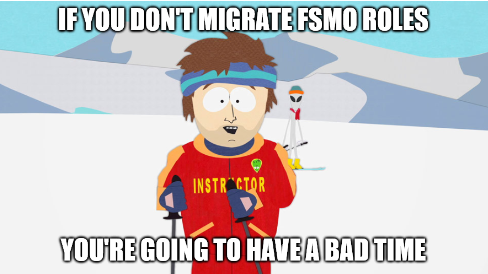 IF YOU DON'T MIGRATE FSMO ROLES
INSTRUCTOR
YOU'RE GOING TO HAVE A BAD TIME